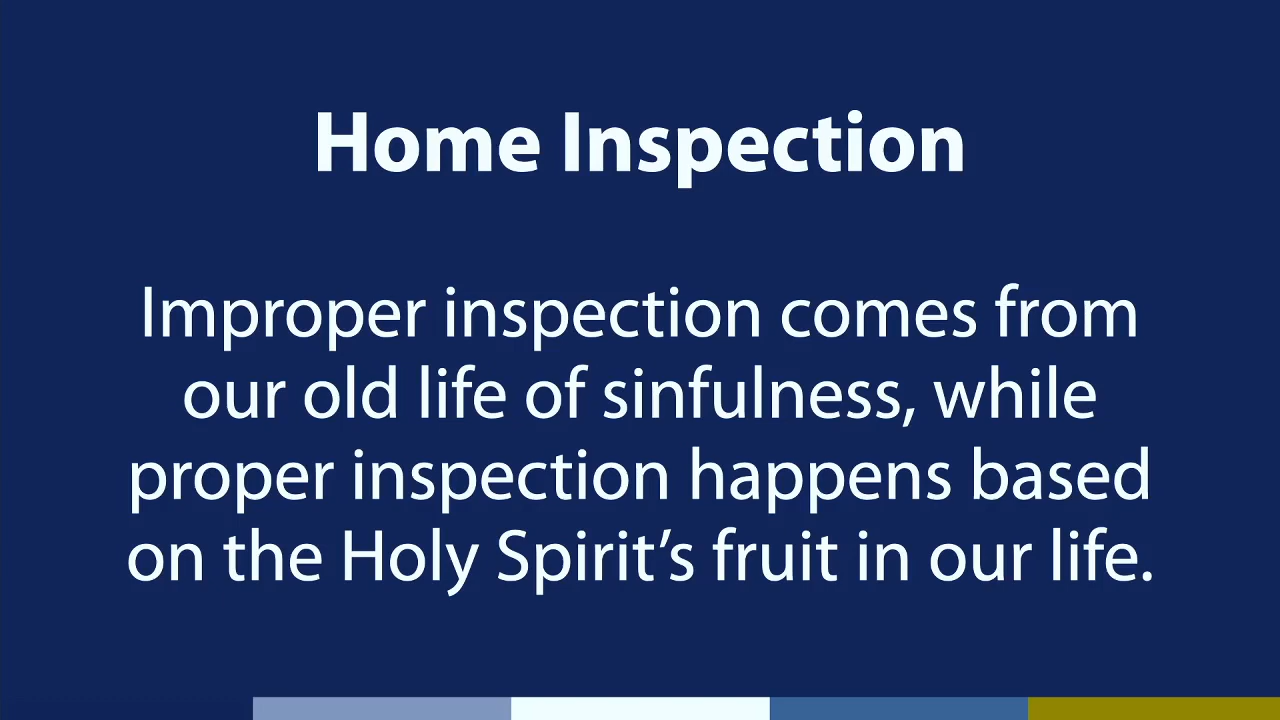 Home Inspection
Improper inspection comes from
our old life of sinfulness, while
proper inspection happens based
on the Holy Spirit’s fruit in our life.